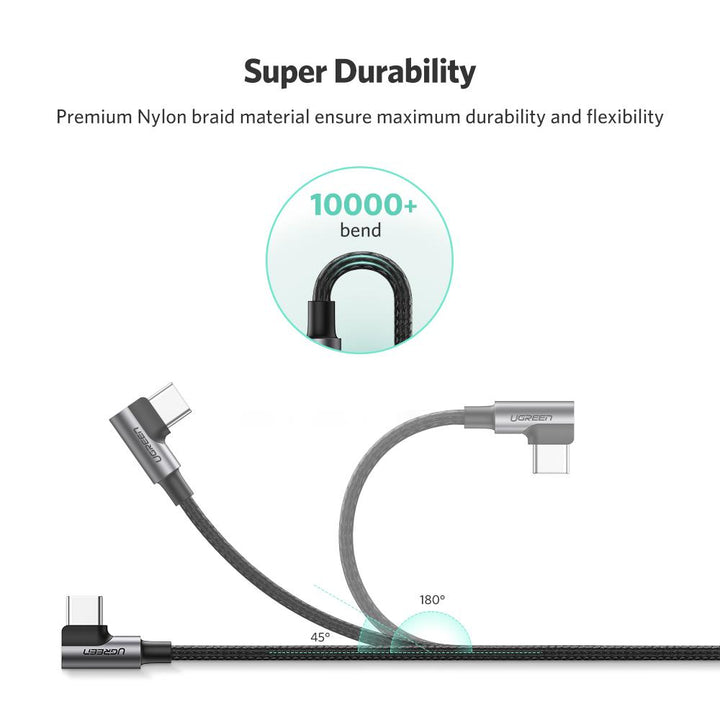 Super Durability
Premium Nylon braid material ensure maximum durability and flexibility
10000+
bend
UGREEN
UGREEN
180°
45°
UGREEN